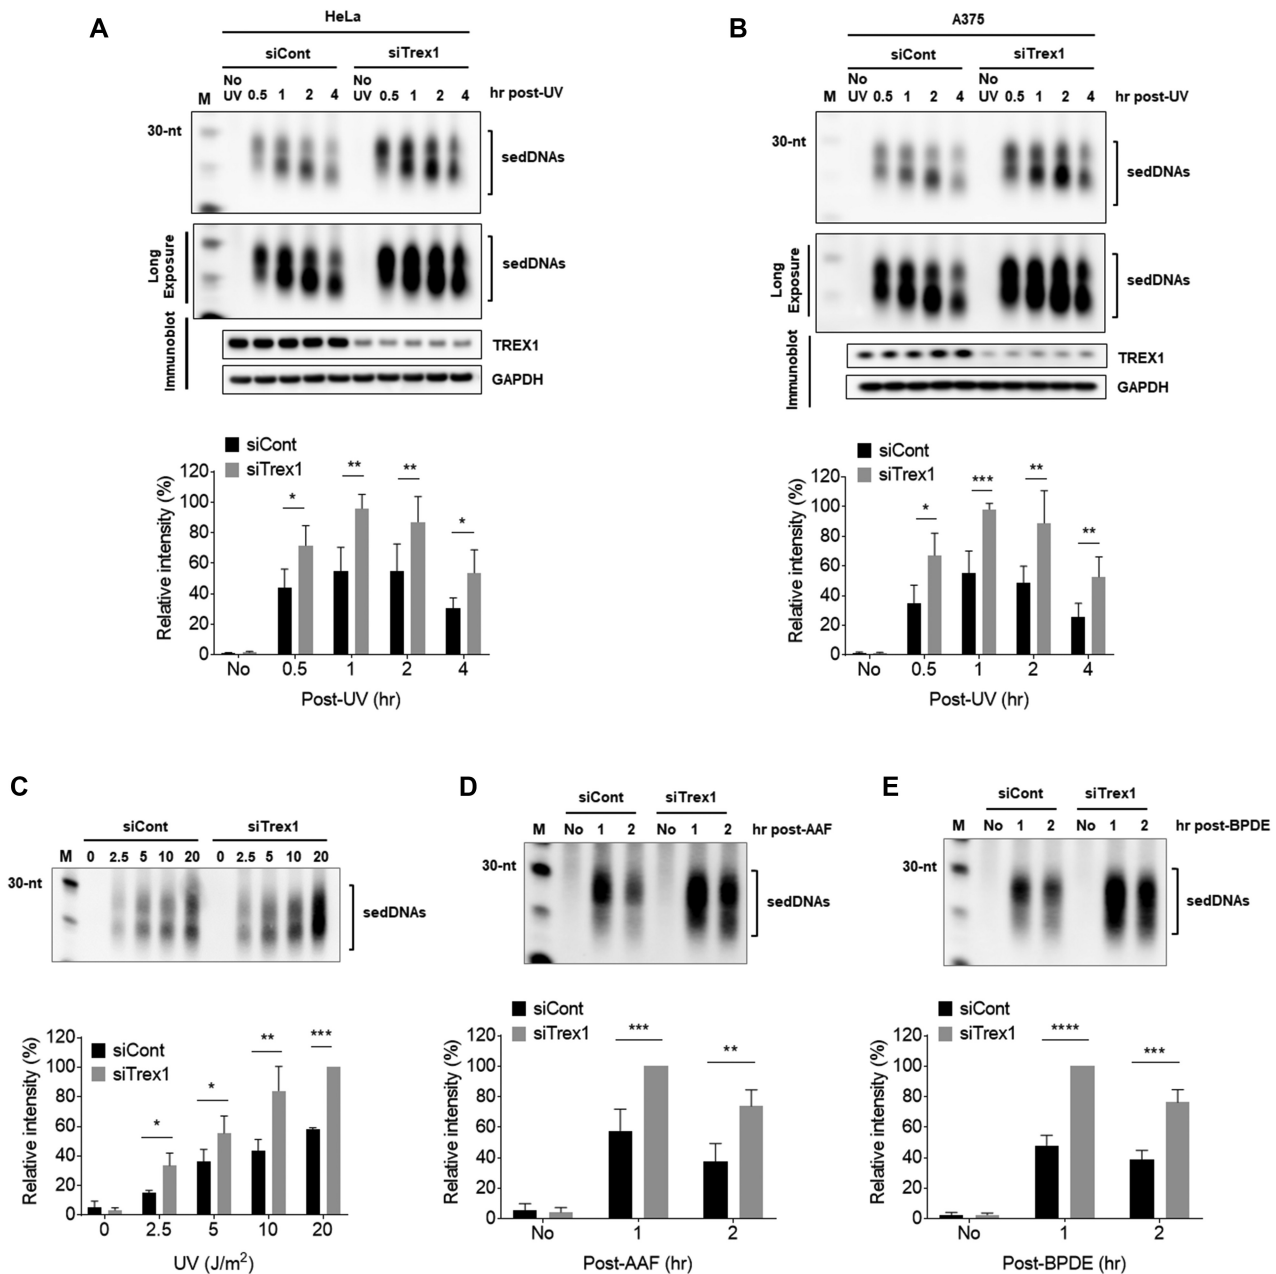 A
HeLa
siCont siTrex1
M No UV 0.5 1 2 4 No UV 0.5 1 2 4 hr post-UV
30-nt
sedDNAs
Long Exposure
sedDNAs
Immunoblot
TREX1
GAPDH
siCont
siTrex1
Relative intensity (%)
120
100
80
60
40
20
0
* ** ** *
No 0.5 1 2 4
Post-UV (hr)
B
A375
siCont siTrex1
M No UV 0.5 1 2 4 No UV 0.5 1 2 4 hr post-UV
30-nt
sedDNAs
Long Exposure
sedDNAs
Immunoblot
TREX1
GAPDH
siCont
siTrex1
Relative intensity (%)
120
100
80
60
40
20
0
* *** ** **
No 0.5 1 2 4
Post-UV (hr)
C
siCont siTrex1
M 0 2.5 5 10 20 0 2.5 5 10 20
30-nt
sedDNAs
siCont
siTrex1
Relative intensity (%)
120
100
80
60
40
20
0
* * ** ***
0 2.5 5 10 20
UV (J/m²)
D
siCont siTrex1
M No 1 2 No 1 2 hr post-AAF
30-nt
sedDNAs
siCont
siTrex1
Relative intensity (%)
120
100
80
60
40
20
0
*** **
No 1 2
Post-AAF (hr)
E
siCont siTrex1
M No 1 2 No 1 2 hr post-BPDE
30-nt
sedDNAs
siCont
siTrex1
Relative intensity (%)
120
100
80
60
40
20
0
**** ***
No 1 2
Post-BPDE (hr)